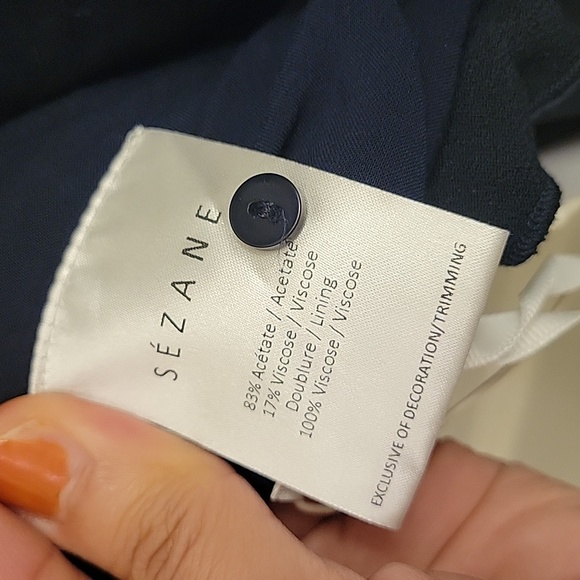 SÉZANE
83% Acétate / Acetate
17% Viscose / Viscose
Doublure / Lining
100% Viscose / Viscose
EXCLUSIVE OF DECORATION/TRIMMING